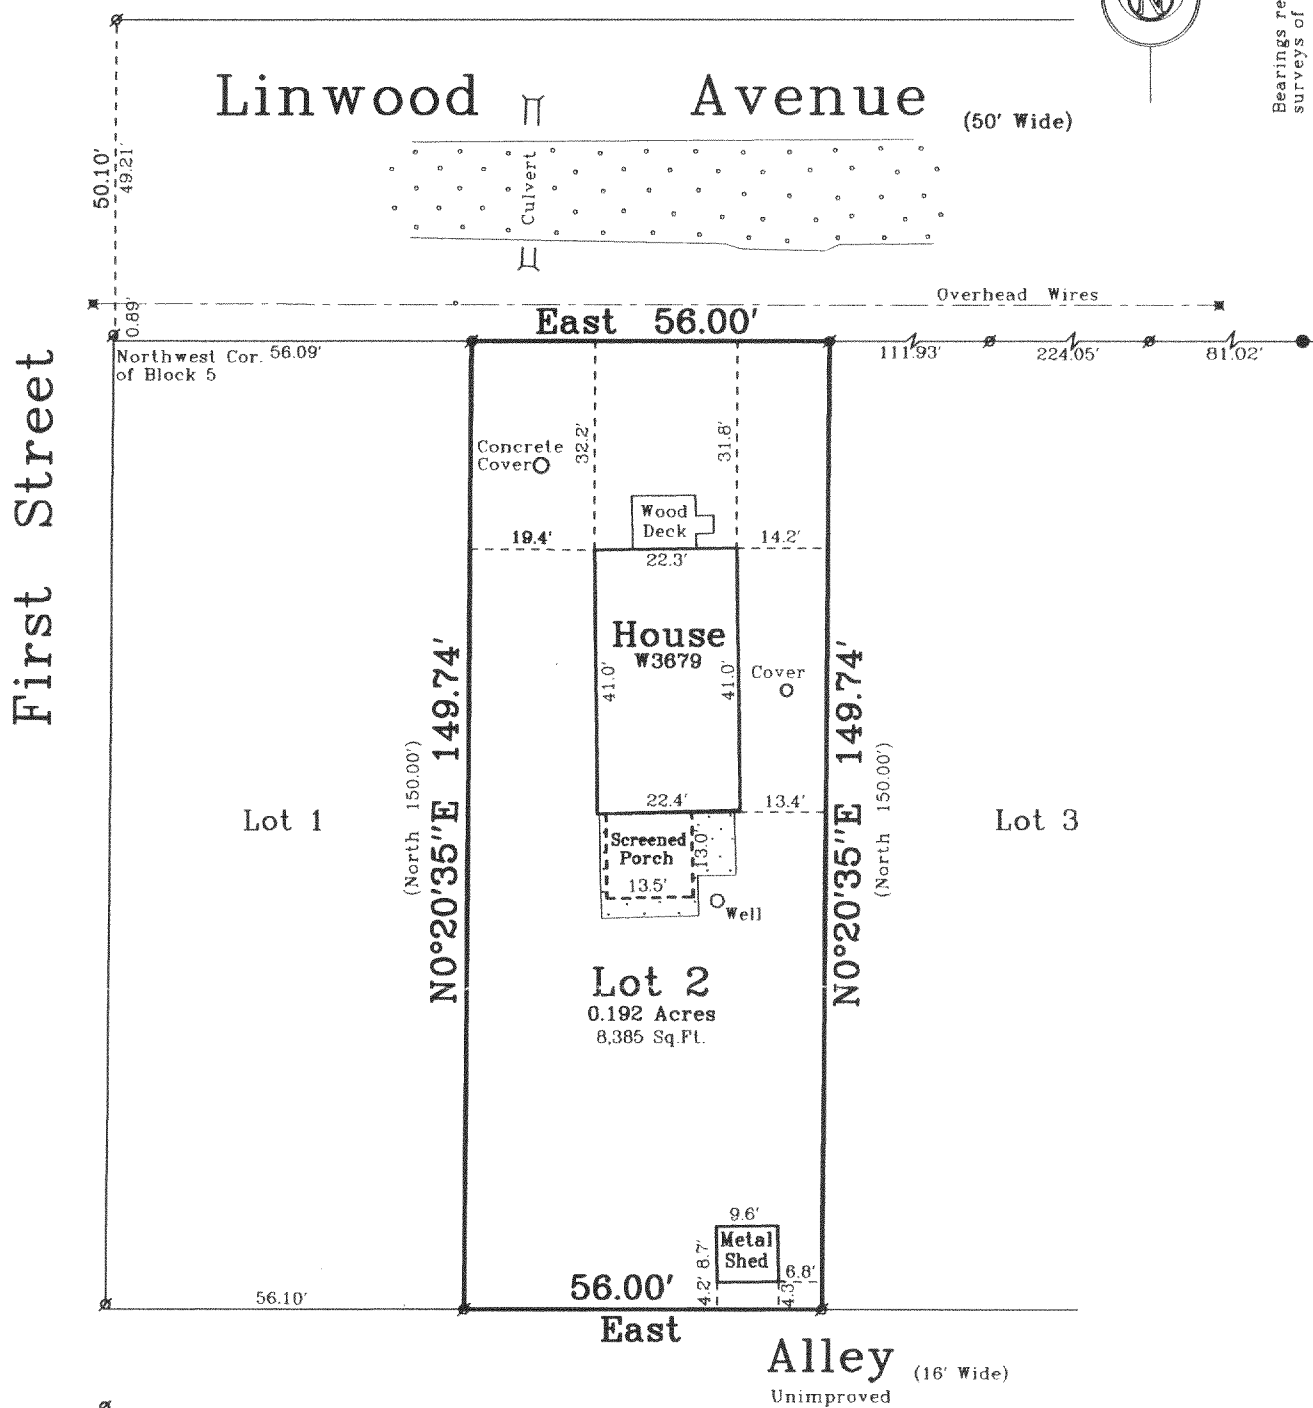 Bearings re
surveys of
N
Linwood Avenue (50' Wide)
50.10'
49.21'
Culvert
0.89'
Overhead Wires
East 56.00'
Northwest Cor.
of Block 5
56.09'
111.93'
224.05'
81.02'
First Street
Concrete
Cover
32.2'
31.8'
Wood
Deck
19.4'
22.3'
14.2'
House
W3679
41.0'
41.0'
Cover
N0°20'35"E 149.74'
(North 150.00')
N0°20'35"E 149.74'
(North 150.00')
Lot 1
22.4'
13.4'
Lot 3
Screened
Porch
13.0'
13.5'
Well
Lot 2
0.192 Acres
8,385 Sq.Ft.
9.6'
Metal
Shed
8.7'
4.2'
4.3'
6.8'
56.10'
56.00'
East
Alley (16' Wide)
Unimproved